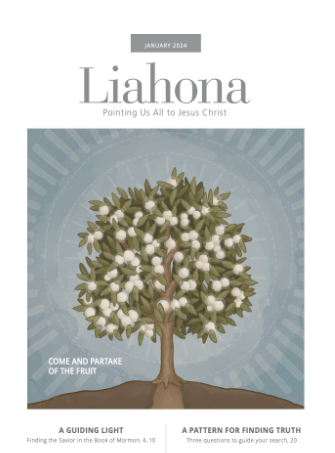 JANUARY 2024
Liahona
Pointing Us All to Jesus Christ
COME AND PARTAKE
OF THE FRUIT
A GUIDING LIGHT
Finding the Savior in the Book of Mormon, 4, 10
A PATTERN FOR FINDING TRUTH
Three questions to guide your search, 20